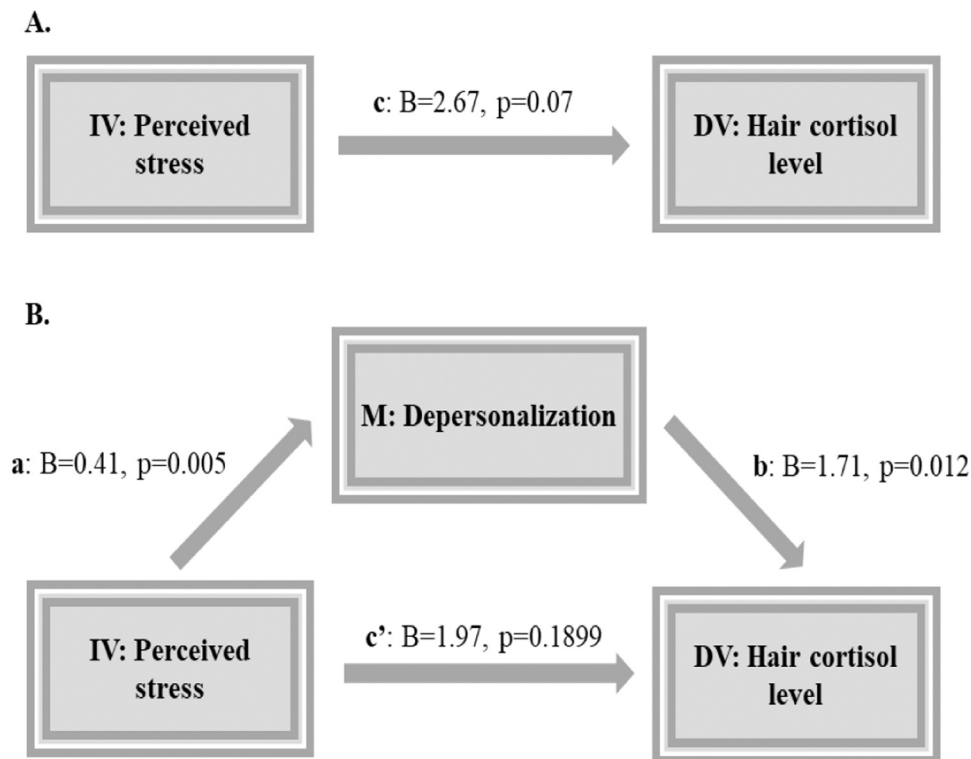 A.
IV: Perceived
stress
c: B=2.67, p=0.07
DV: Hair cortisol
level
B.
M: Depersonalization
a: B=0.41, p=0.005
b: B=1.71, p=0.012
IV: Perceived
stress
c’: B=1.97, p=0.1899
DV: Hair cortisol
level